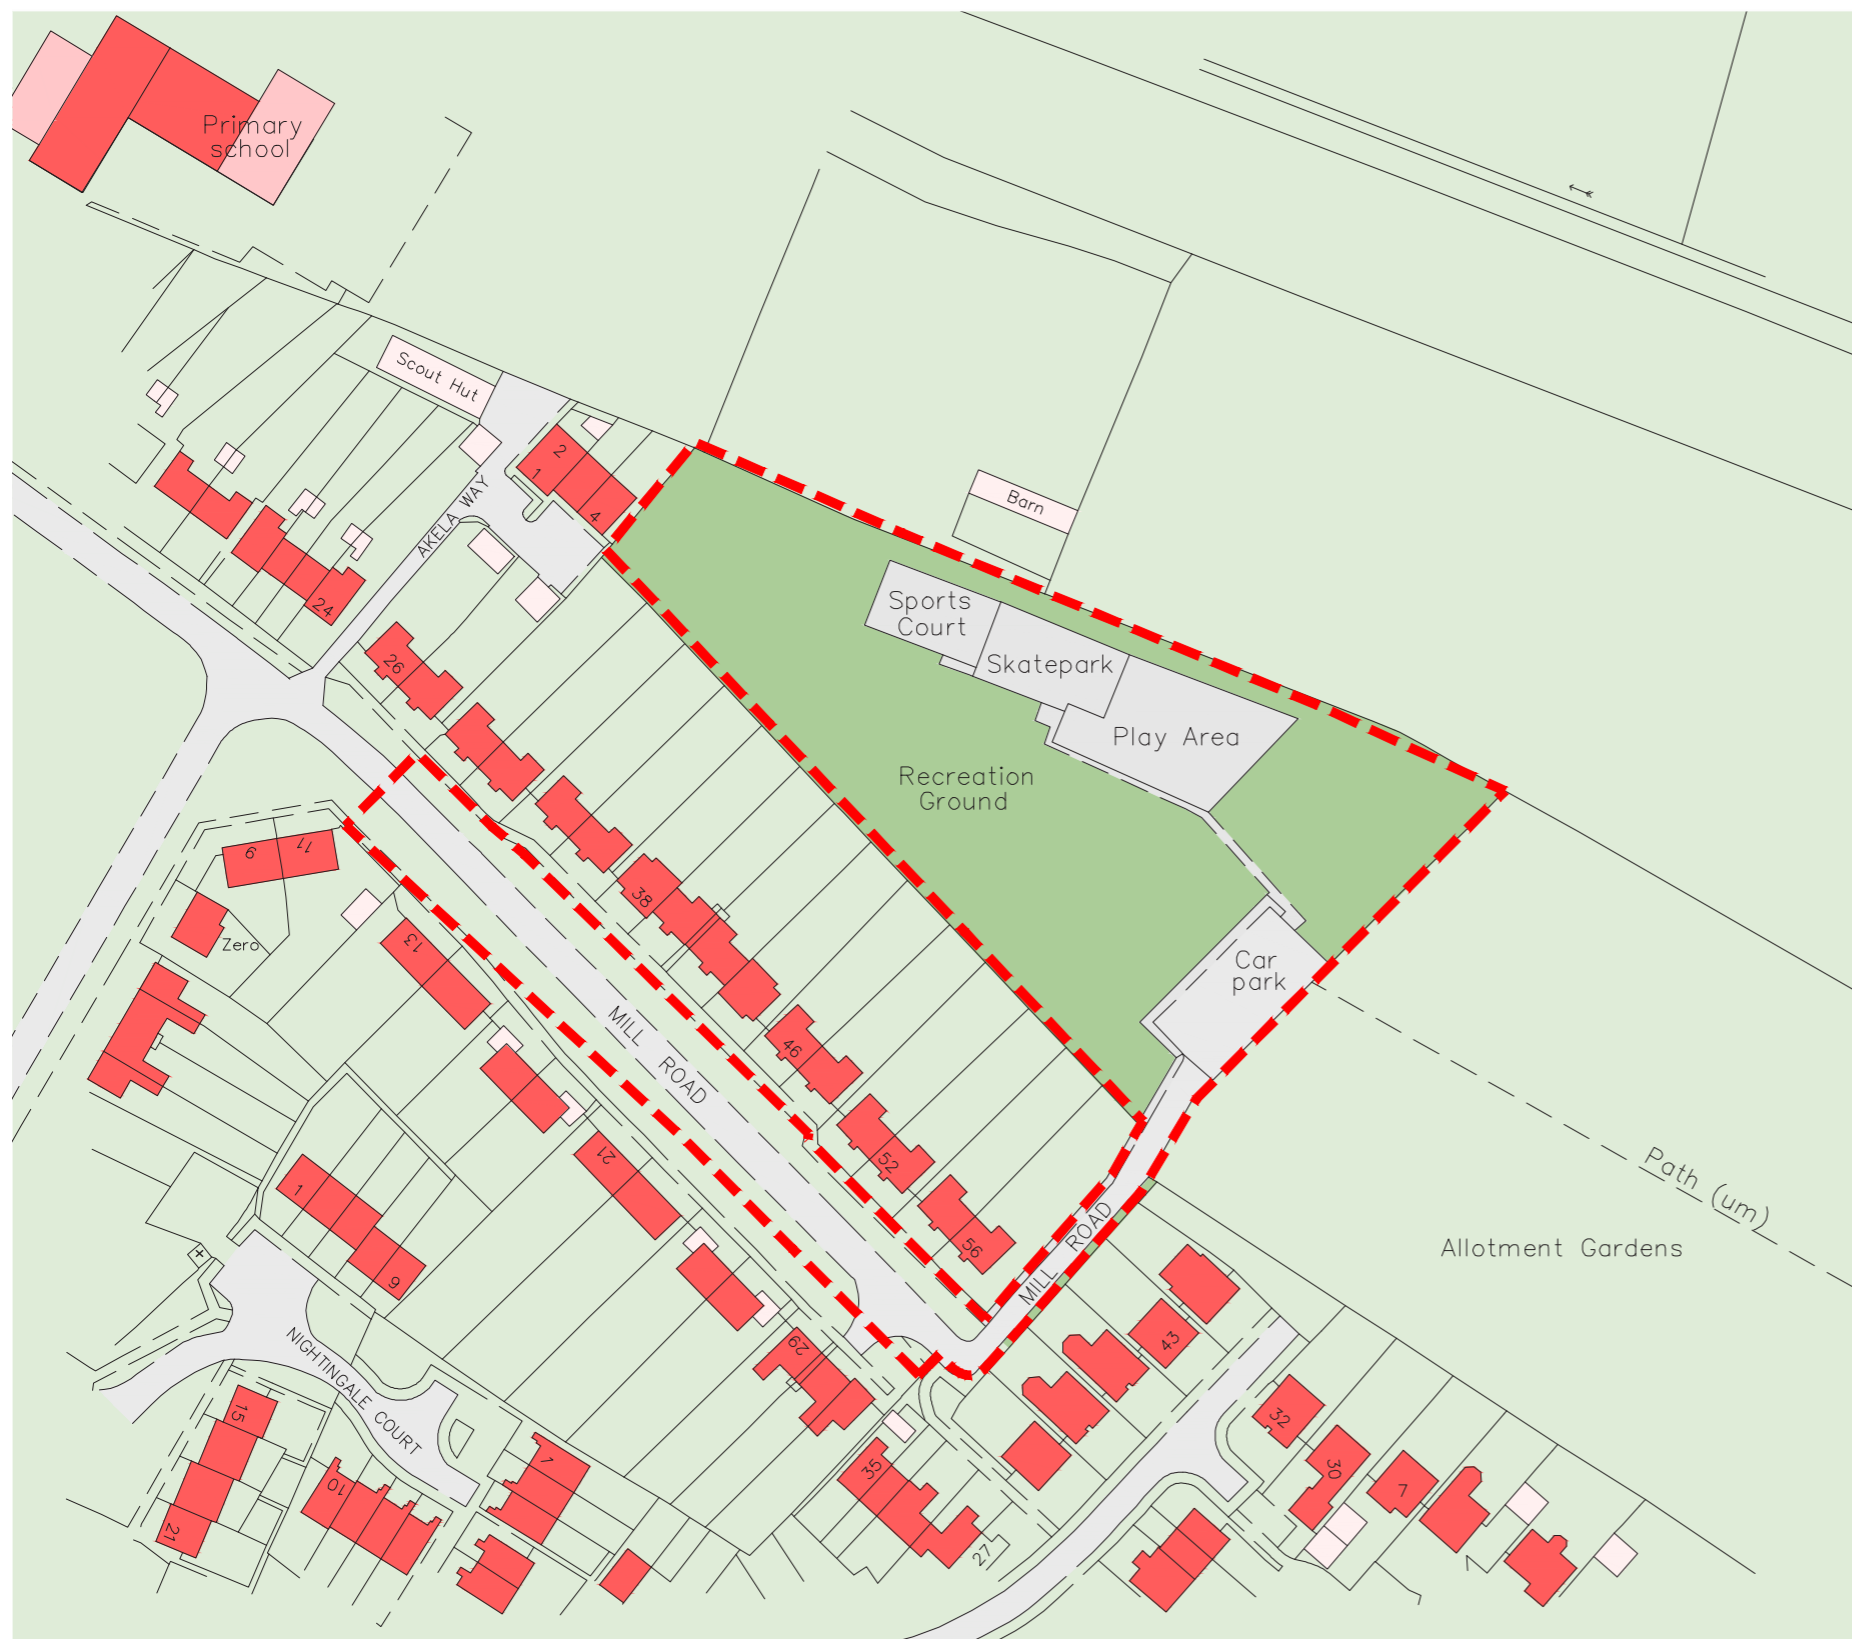 Primary
school
Scout Hut
2
1
4
AKELA WAY
Barn
24
26
Sports
Court
Skatepark
Play Area
Recreation
Ground
9
11
38
Zero
13
Car
park
MILL ROAD
46
52
56
21
1
6
Path (um)
Allotment Gardens
MILL ROAD
43
29
NIGHTINGALE COURT
15
10
21
7
35
27
32
30
7